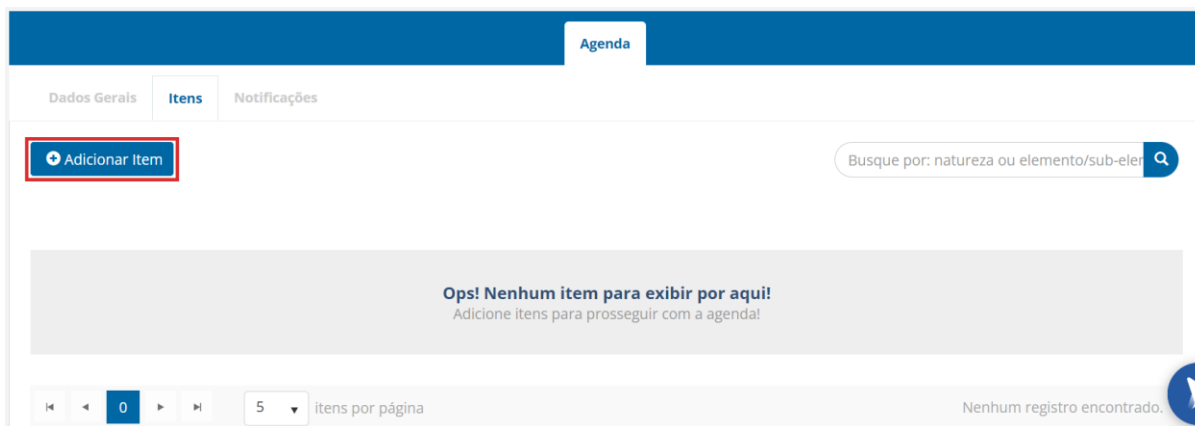 Agenda
Dados Gerais Itens Notificações
Adicionar Item
Busque por: natureza ou elemento/sub-eler
Ops! Nenhum item para exibir por aqui!
Adicione itens para prosseguir com a agenda!
0 5 itens por página Nenhum registro encontrado.